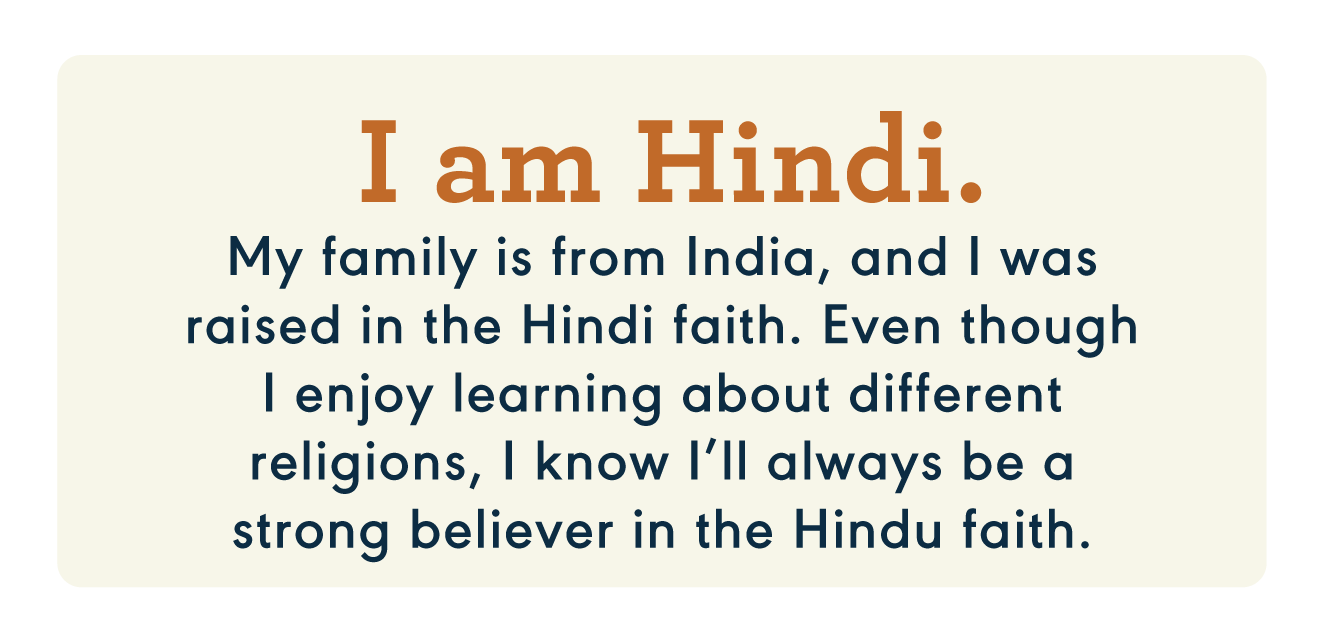 I am Hindi.
My family is from India, and I was
raised in the Hindi faith. Even though
I enjoy learning about different
religions, I know I’ll always be a
strong believer in the Hindu faith.